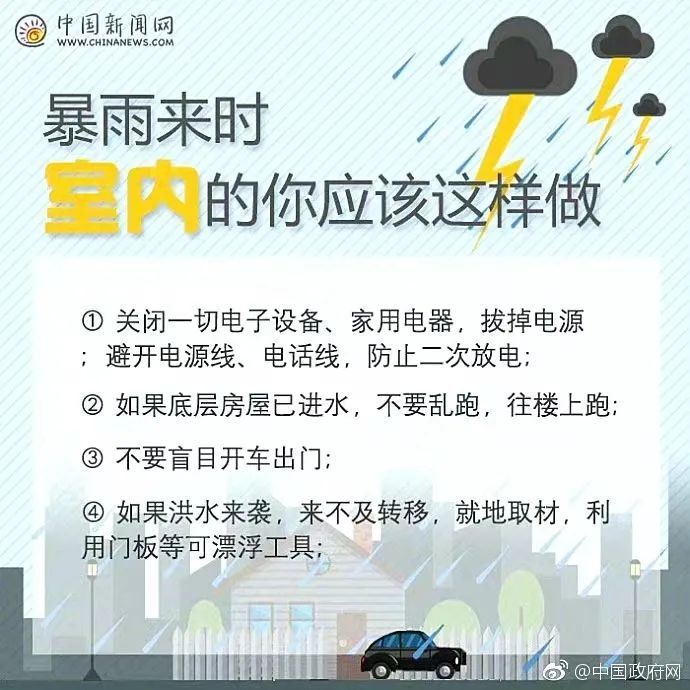 中国新闻网
WWW.CHINANEWS.COM
暴雨来时
室内的你应该这样做
① 关闭一切电子设备、家用电器，拔掉电源
；避开电源线、电话线，防止二次放电；
② 如果底层房屋已进水，不要乱跑，往楼上跑；
③ 不要盲目开车出门；
④ 如果洪水来袭，来不及转移，就地取材，利
用门板等可漂浮工具；
@中国政府网